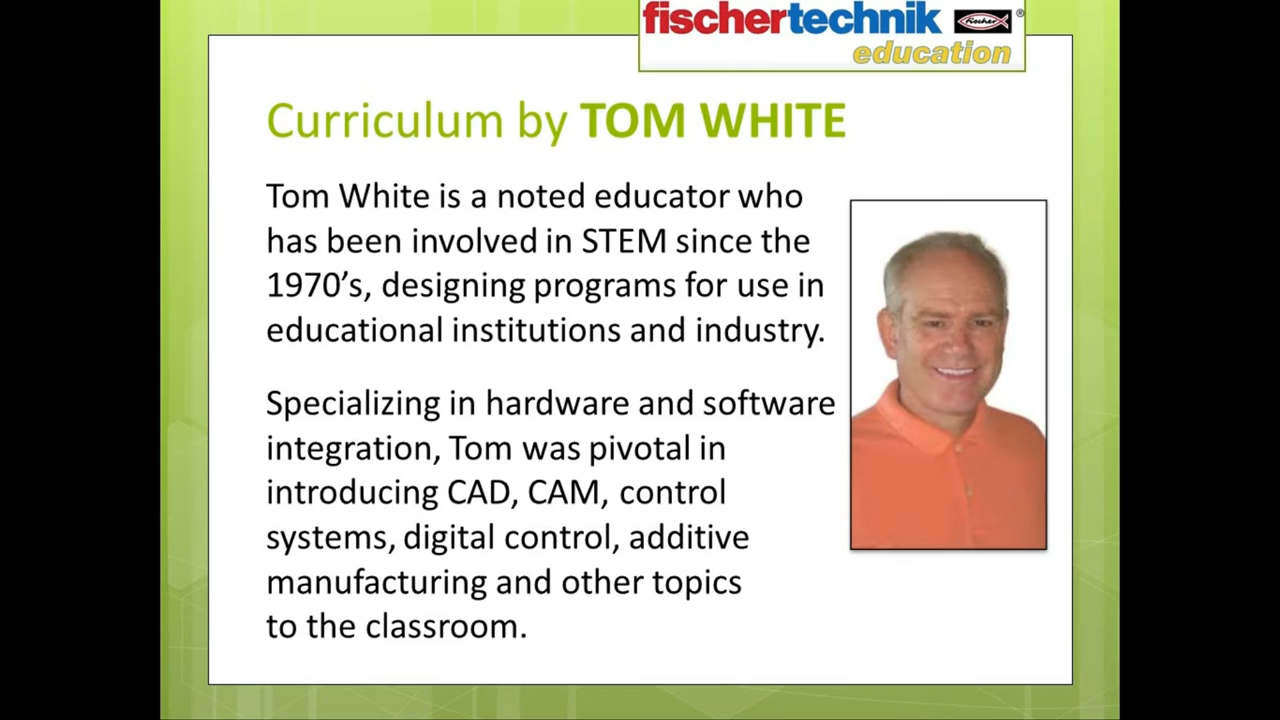 fischertechnik fischer ®
education
Curriculum by TOM WHITE
Tom White is a noted educator who
has been involved in STEM since the
1970’s, designing programs for use in
educational institutions and industry.
Specializing in hardware and software
integration, Tom was pivotal in
introducing CAD, CAM, control
systems, digital control, additive
manufacturing and other topics
to the classroom.